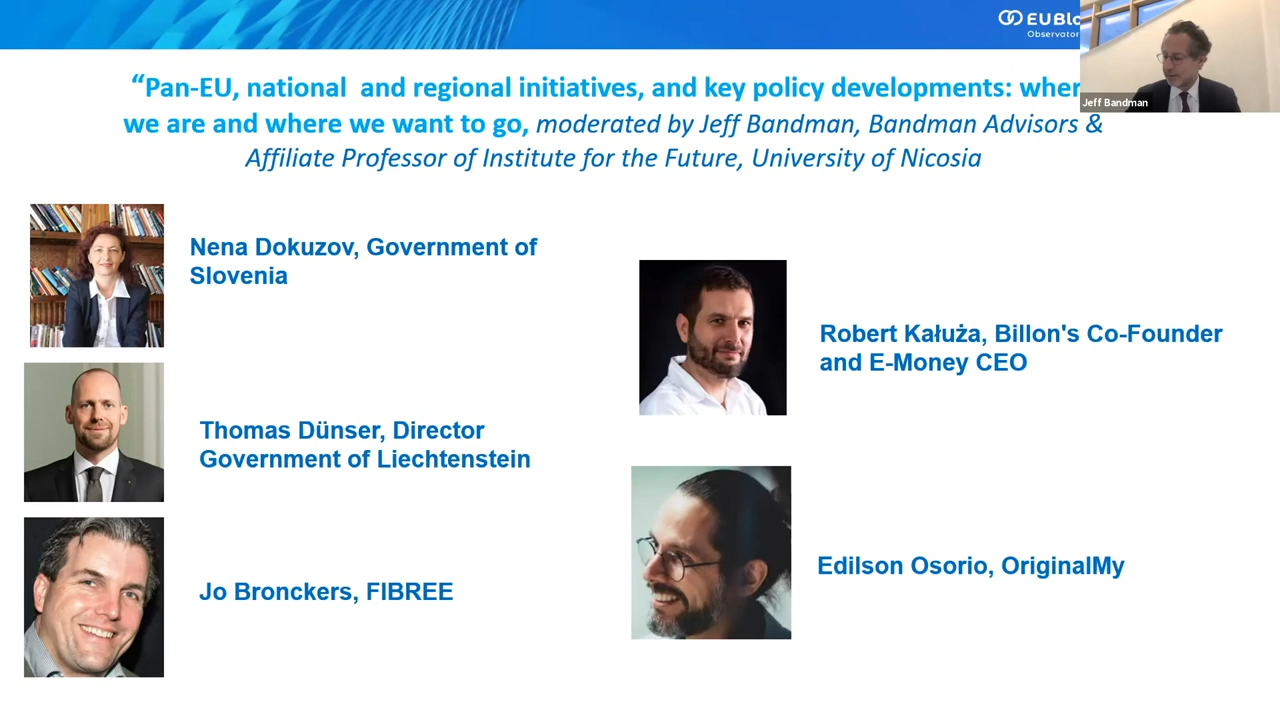 EUBlo
Observator
Jeff Bandman
“Pan-EU, national and regional initiatives, and key policy developments: wher
we are and where we want to go, moderated by Jeff Bandman, Bandman Advisors &
Affiliate Professor of Institute for the Future, University of Nicosia
Nena Dokuzov, Government of
Slovenia
Thomas Dünser, Director
Government of Liechtenstein
Jo Bronckers, FIBREE
Robert Kałuża, Billon's Co-Founder
and E-Money CEO
Edilson Osorio, OriginalMy